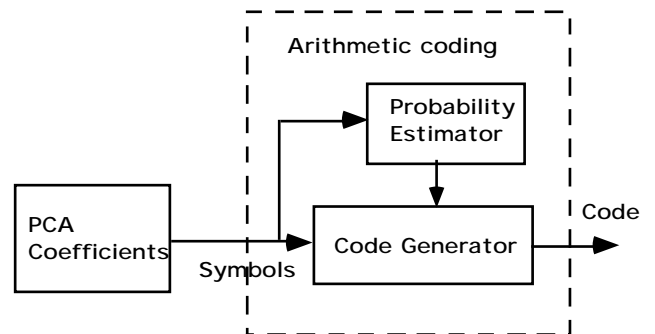 Arithmetic coding
Probability
Estimator
PCA
Coefficients
Symbols
Code Generator
Code